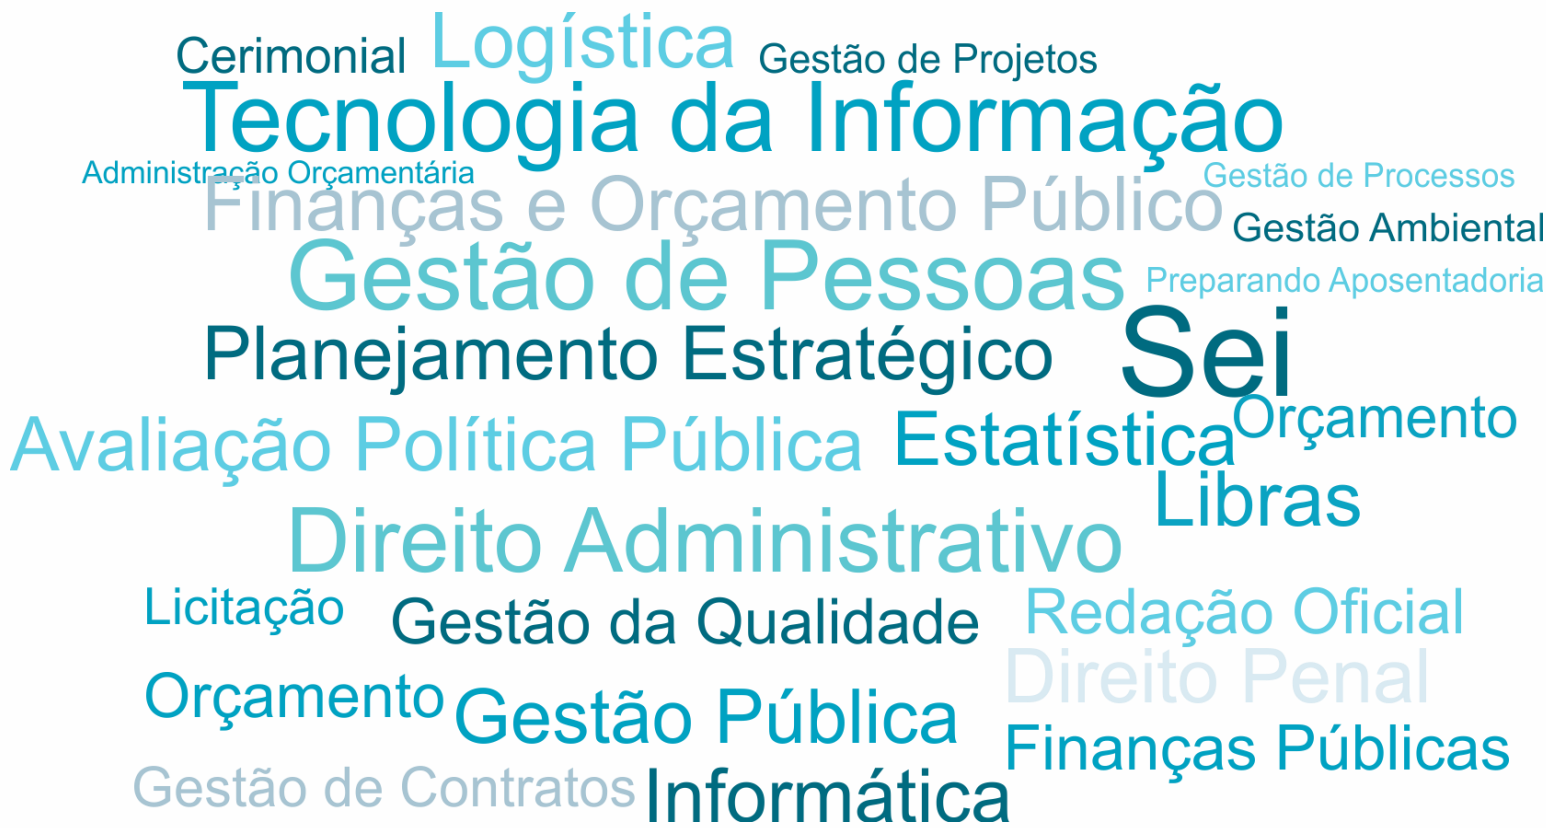 Cerimonial Logística Gestão de Projetos
Tecnologia da Informação
Administração Orçamentária
Gestão de Processos
Finanças e Orçamento Público
Gestão Ambiental
Gestão de Pessoas
Preparando Aposentadoria
Planejamento Estratégico Sei
Avaliação Política Pública Estatística Orçamento
Libras
Direito Administrativo
Licitação Gestão da Qualidade Redação Oficial
Direito Penal
Orçamento Gestão Pública
Finanças Públicas
Gestão de Contratos Informática